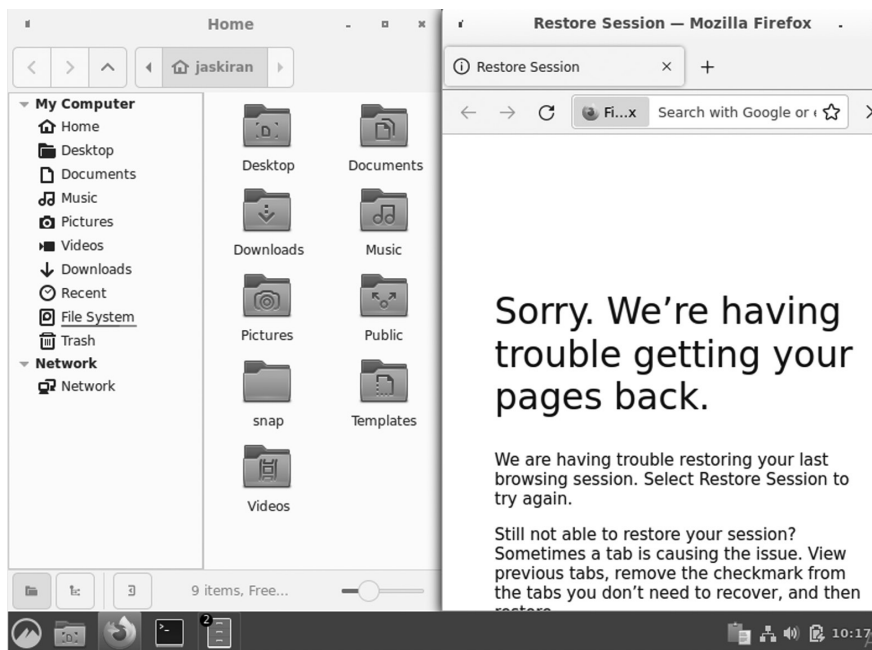 Home
jaskiran
My Computer
Home
Desktop
Documents
Music
Pictures
Videos
Downloads
Recent
File System
Trash
Network
Network
Desktop
Documents
Downloads
Music
Pictures
Public
snap
Templates
Videos
9 items, Free...
Restore Session — Mozilla Firefox
Restore Session
Fi...x
Search with Google or
Sorry. We’re having
trouble getting your
pages back.
We are having trouble restoring your last
browsing session. Select Restore Session to
try again.
Still not able to restore your session?
Sometimes a tab is causing the issue. View
previous tabs, remove the checkmark from
the tabs you don’t need to recover, and then
restore.
2
10:17